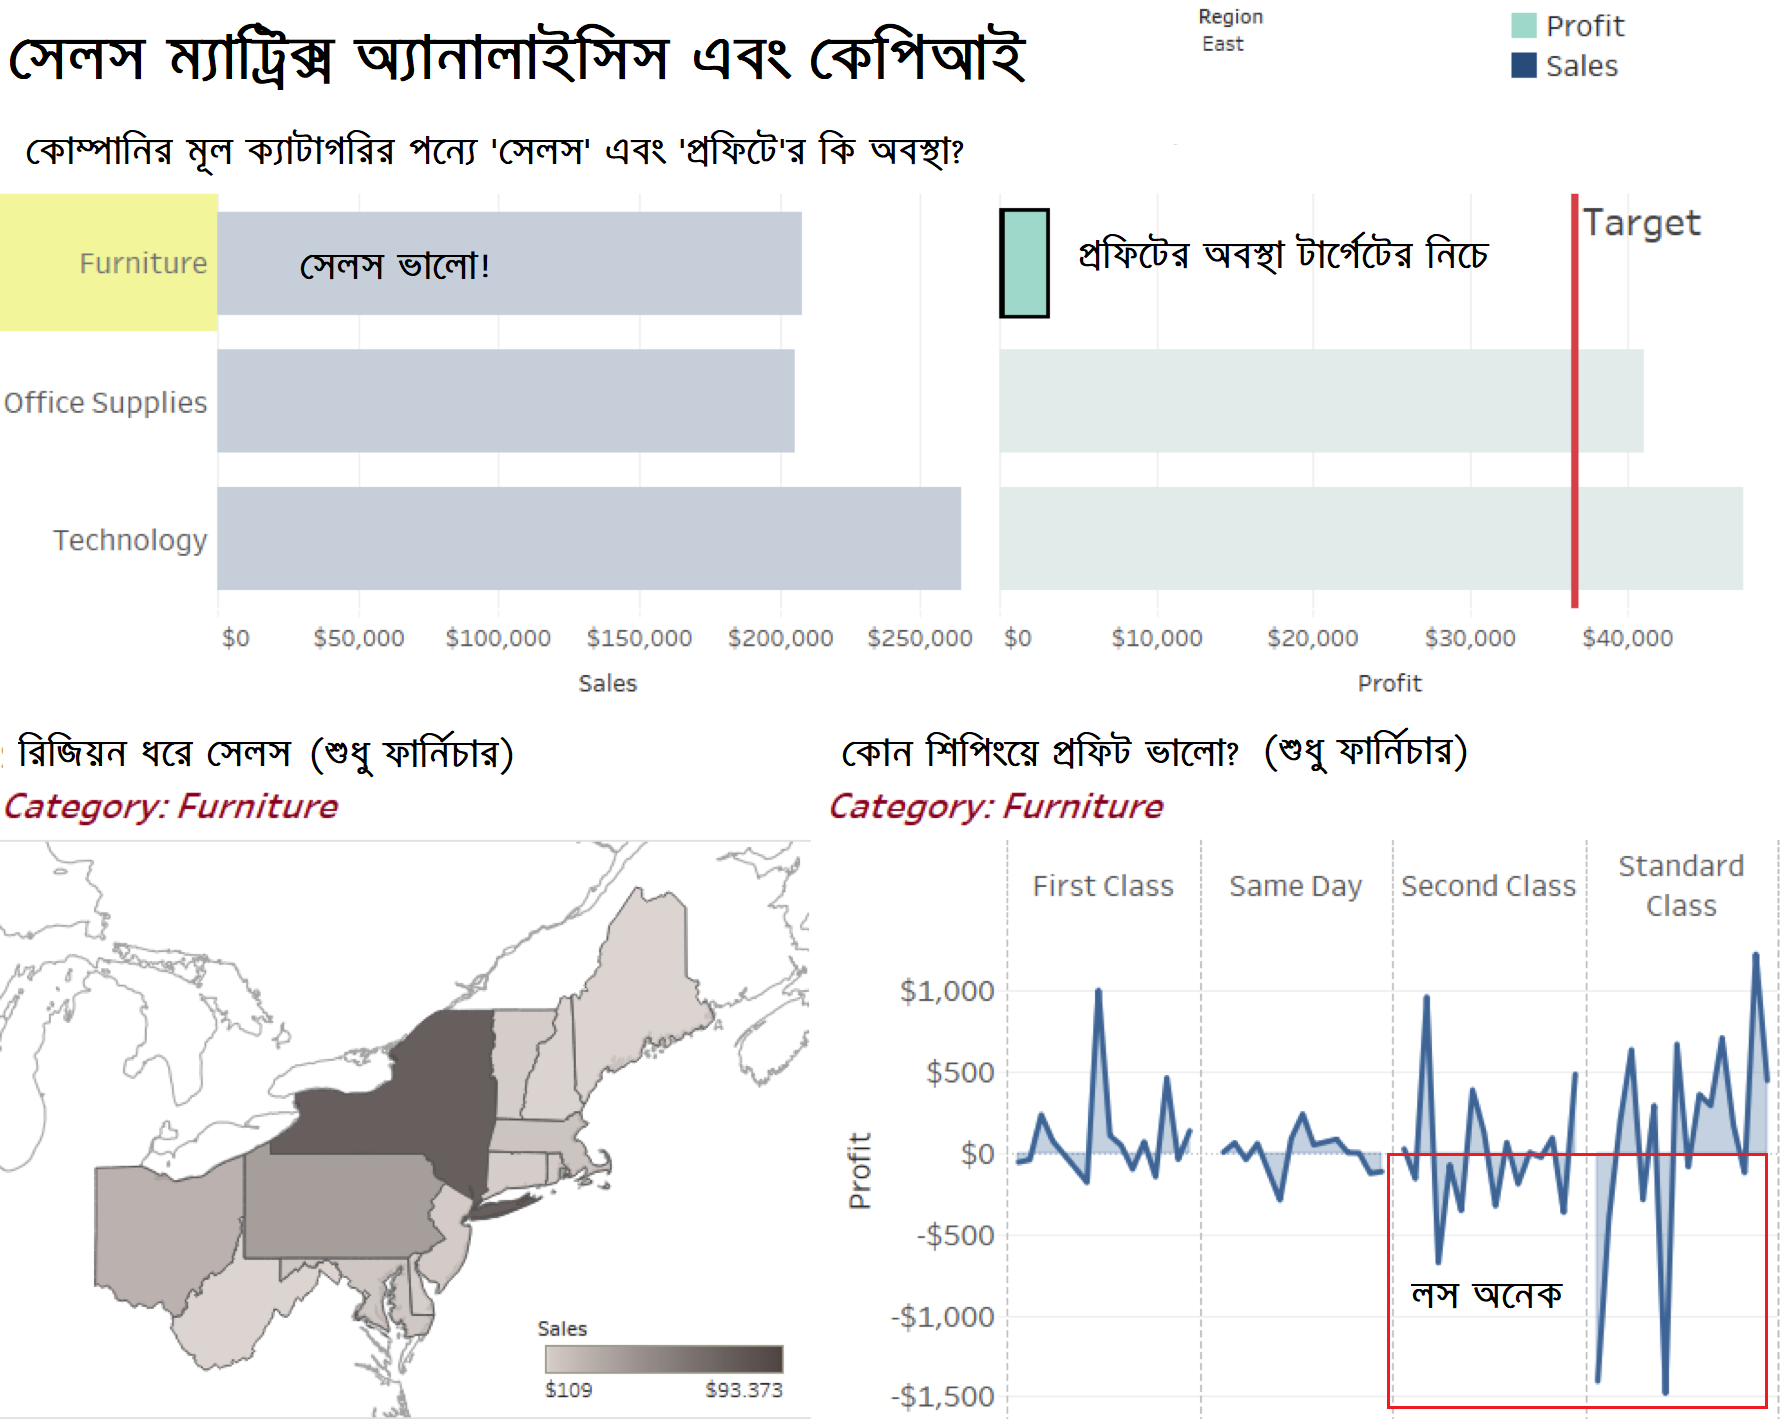 সেলস ম্যাট্রিক্স অ্যানালাইসিস এবং কেপিআই
Region
East
Profit
Sales
কোম্পানির মূল ক্যাটাগরির পন্যে 'সেলস' এবং 'প্রফিটে'র কি অবস্থা?
Furniture
সেলস ভালো!
প্রফিটের অবস্থা টার্গেটের নিচে
Target
Office Supplies
Technology
$0 $50,000 $100,000 $150,000 $200,000 $250,000
$0 $10,000 $20,000 $30,000 $40,000
Sales
Profit
রিজিয়ন ধরে সেলস (শুধু ফার্নিচার)
Category: Furniture
Sales
$109 $93.373
কোন শিপিংয়ে প্রফিট ভালো? (শুধু ফার্নিচার)
Category: Furniture
First Class
Same Day
Second Class
Standard
Class
Profit
$1,000
$500
$0
-$500
-$1,000
-$1,500
লস অনেক